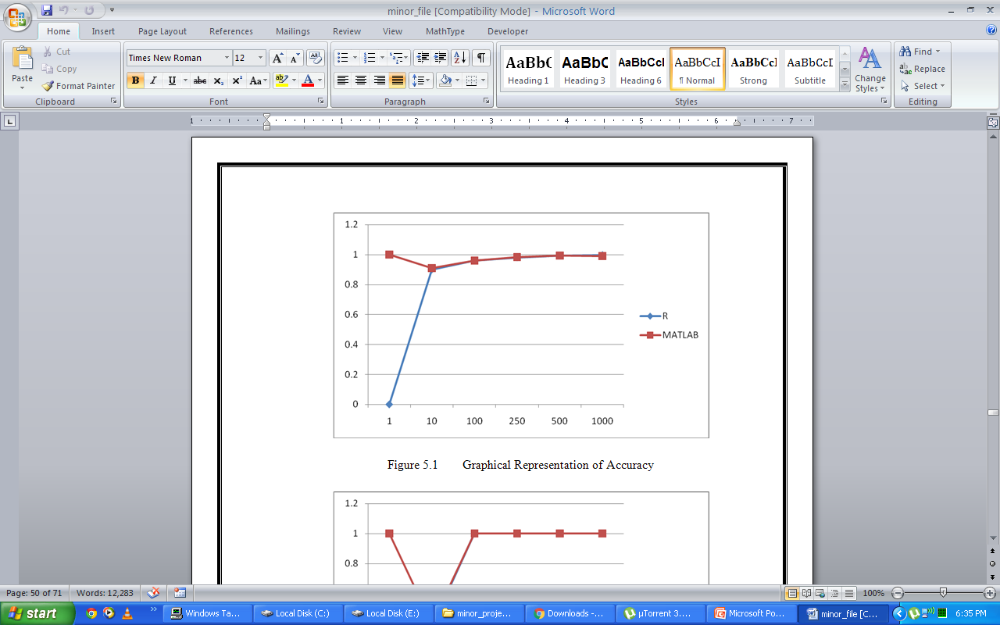 minor_file [Compatibility Mode] - Microsoft Word
Home Insert Page Layout References Mailings Review View MathType Developer
Paste
Cut
Copy
Format Painter
Clipboard
Times New Roman 12
B I U abc X₂ X² Aa ab A
Font
Paragraph
AaBb( AaBbC AaBbCcI AaBbCcI AaBbCcI AaBbCcI
Heading 1 Heading 3 Heading 6 ¶ Normal Strong Subtitle
Change Styles
Styles
Find
Replace
Select
Editing
1 1 2 3 4 5 6 7
1.2
1
0.8
0.6
0.4
0.2
0
1 10 100 250 500 1000
R
MATLAB
Figure 5.1 Graphical Representation of Accuracy
1.2
1
0.8
Page: 50 of 71 Words: 12,283 100%
start Windows Ta... Local Disk (C:) Local Disk (E:) minor_proje... Downloads -... µTorrent 3.... Microsoft Po... minor_file [C... 6:35 PM